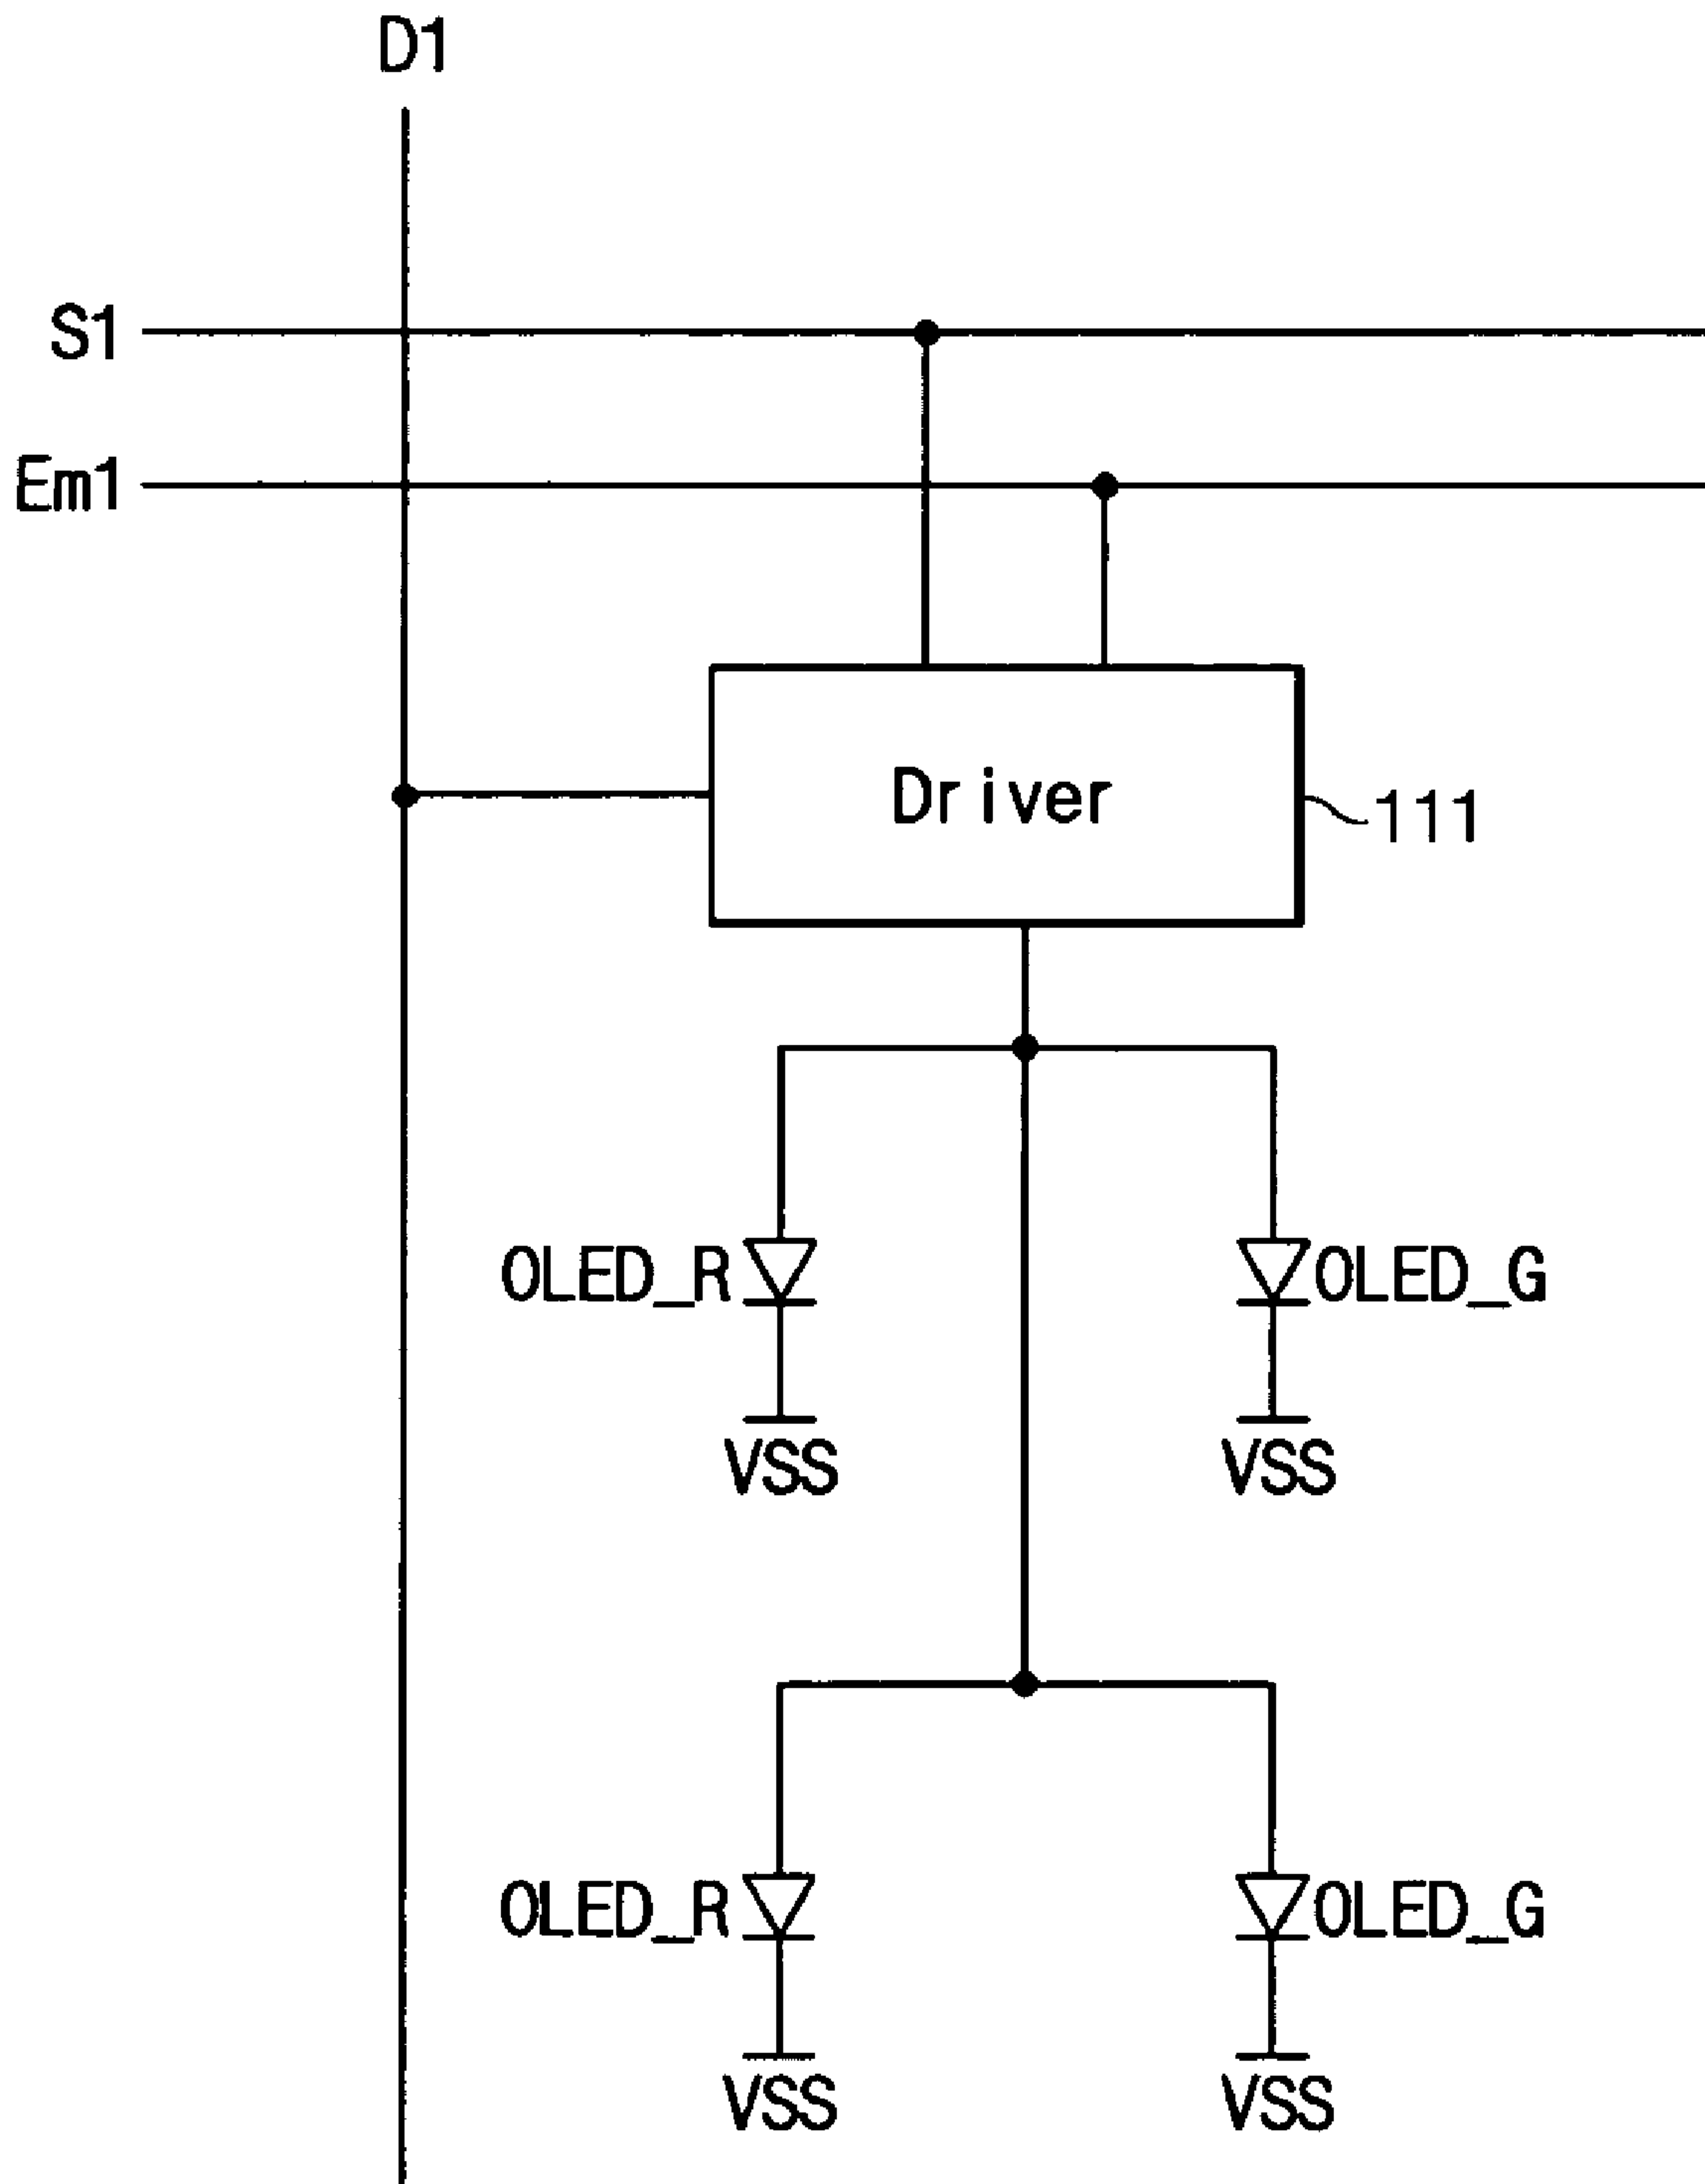 D1
S1
Em1
Driver
111
OLED_R
OLED_G
VSS
VSS
OLED_R
OLED_G
VSS
VSS